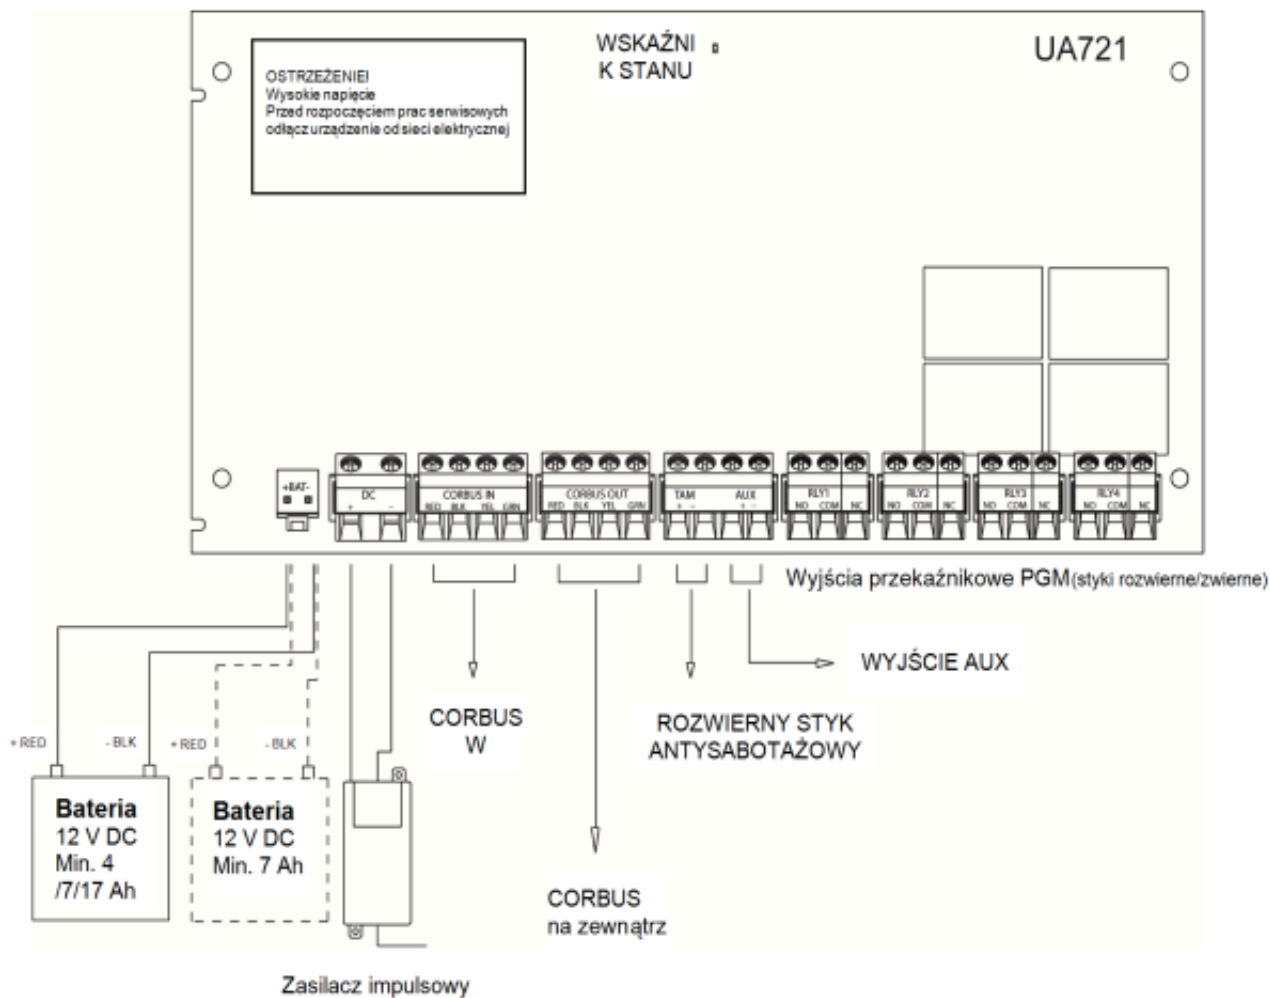 WSKAŹNI
K STANU
UA721
OSTRZEŻENIE!
Wysokie napięcie
Przed rozpoczęciem prac serwisowych
odłącz urządzenie od sieci elektrycznej
+BAT-
DC
+ -
CORBUS IN
RED BLK YEL GRN
CORBUS OUT
RED BLK YEL GRN
TAM AUX
+ - + -
RLY1
NO COM NC
RLY2
NO COM NC
RLY3
NO COM NC
RLY4
NO COM NC
Wyjścia przekaźnikowe PGM(styki rozwierne/zwierne)
WYJŚCIE AUX
CORBUS
W
ROZWIERNY STYK
ANTYSABOTAŻOWY
+ RED - BLK + RED - BLK
Bateria
12 V DC
Min. 4
/7/17 Ah
Bateria
12 V DC
Min. 7 Ah
CORBUS
na zewnątrz
Zasilacz impulsowy